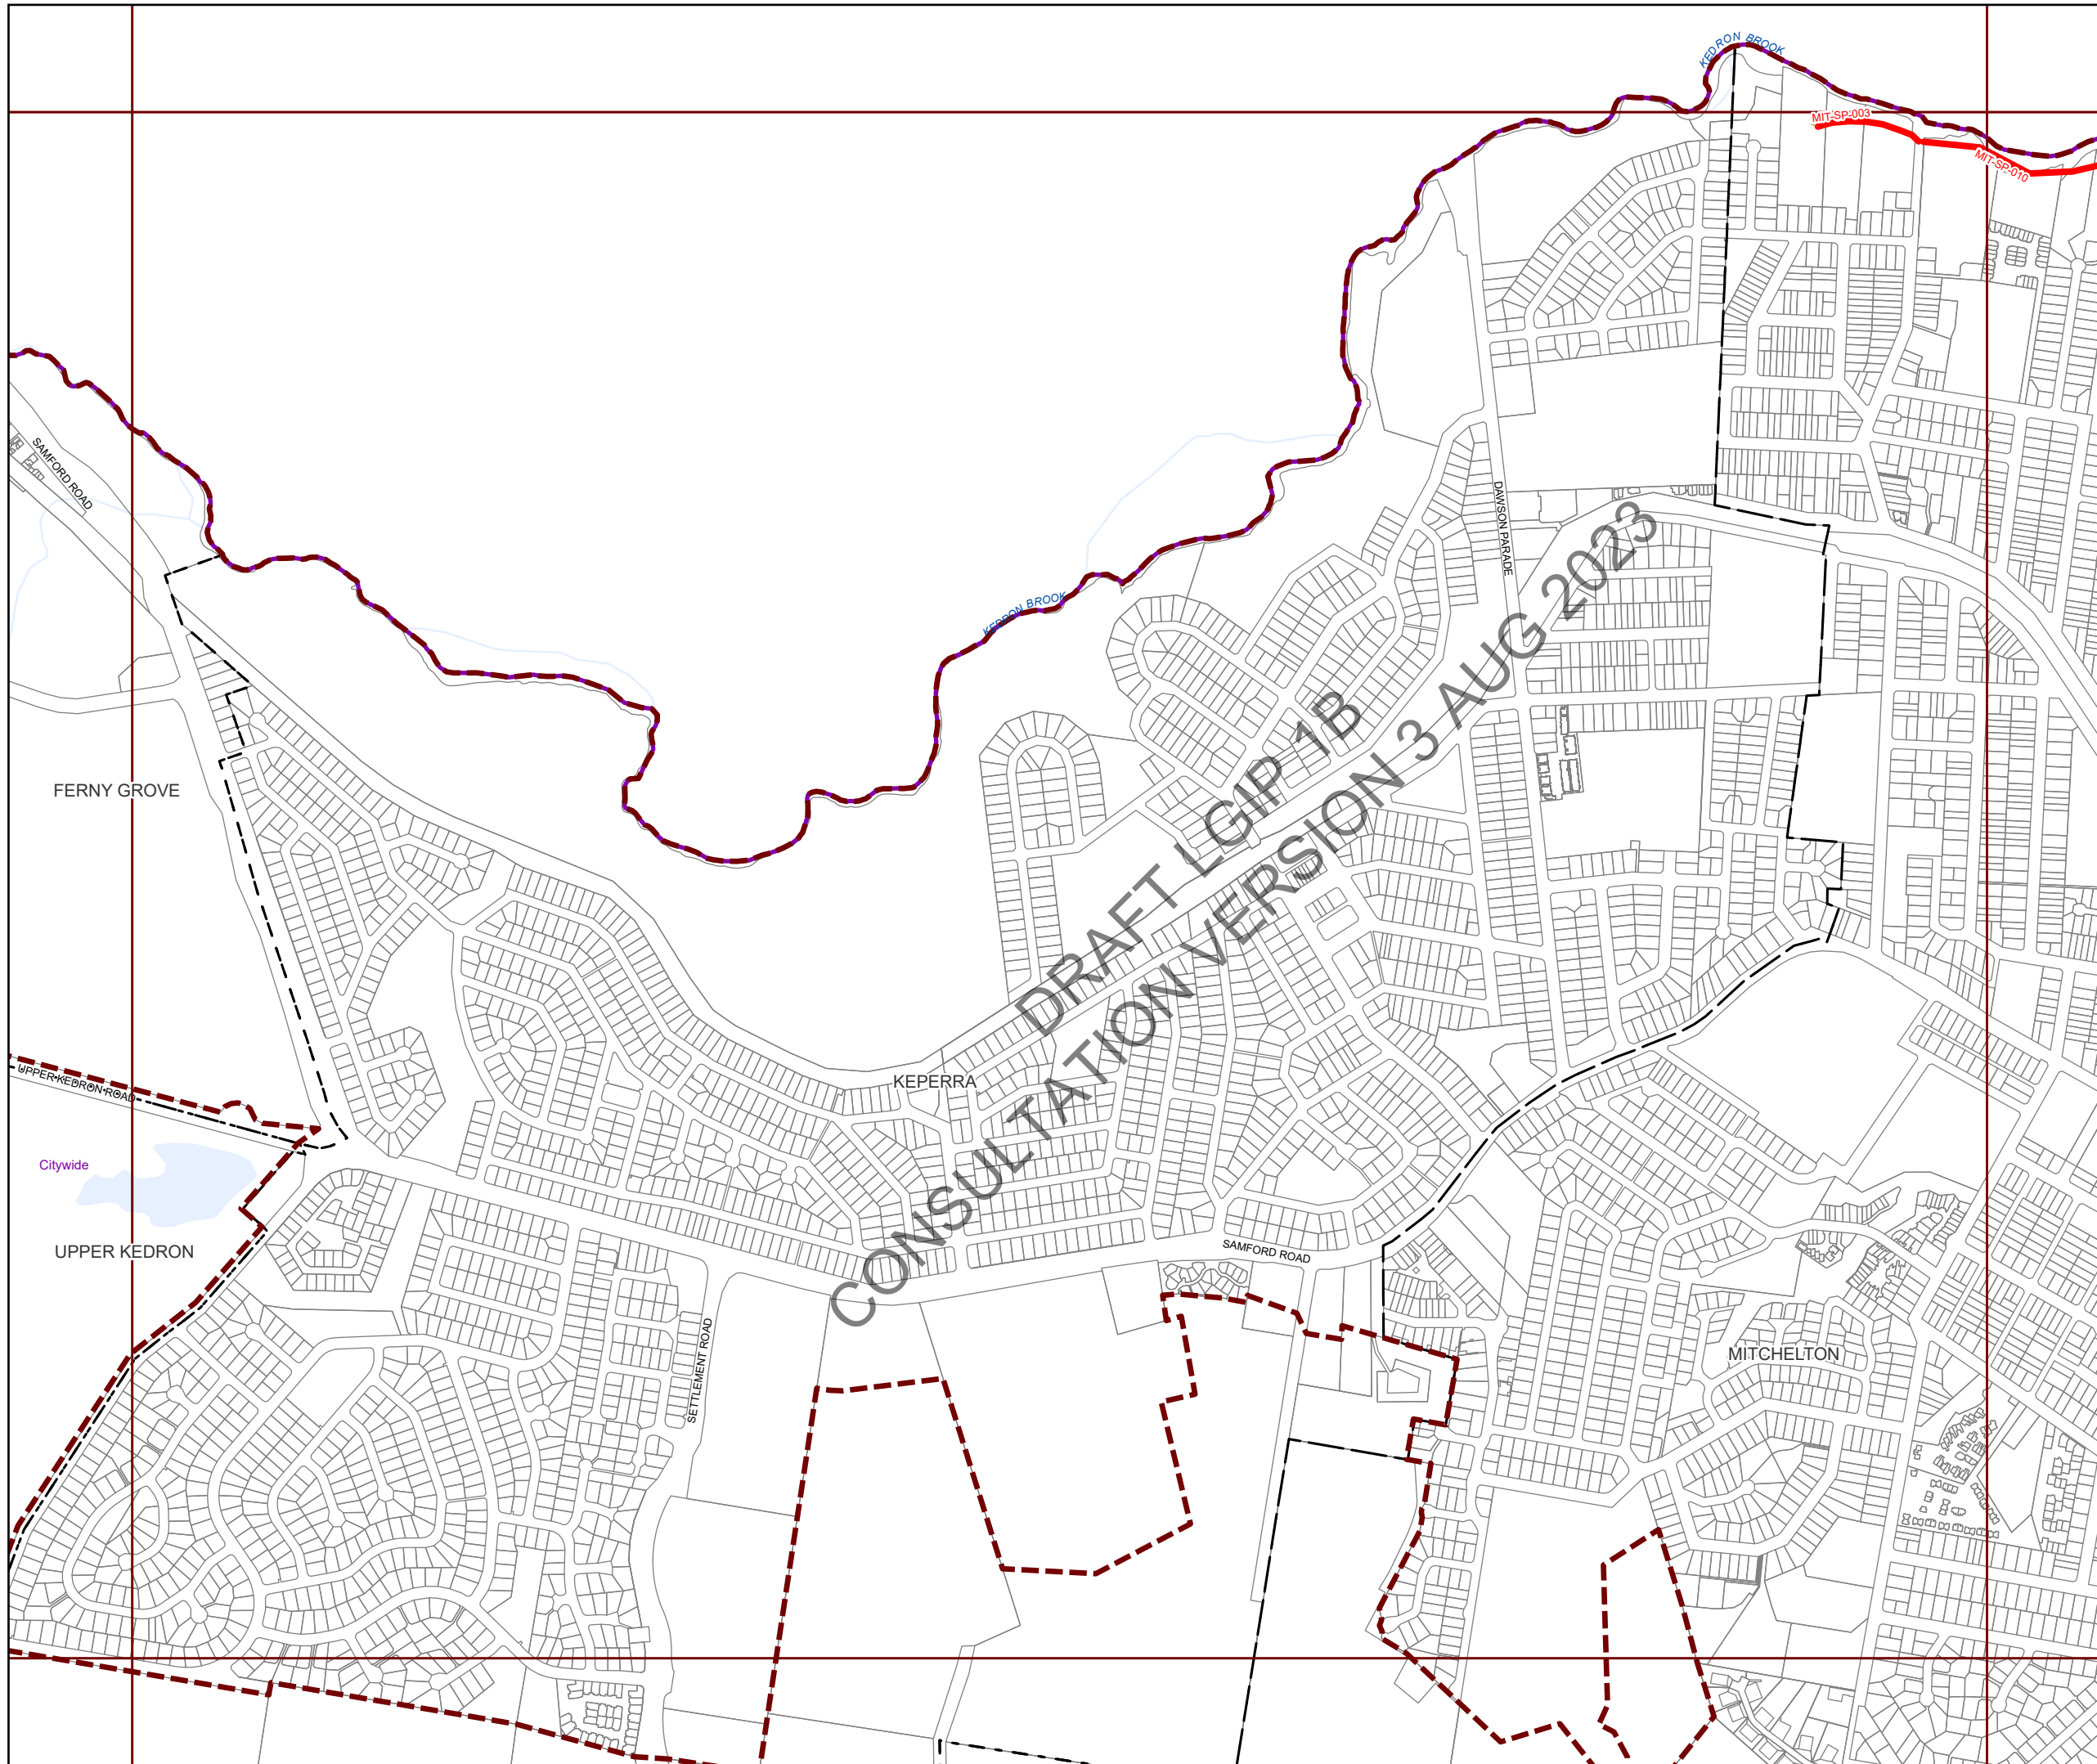 KEDRON BROOK
MIT-SP-003
MIT-SP-010
SAMFORD ROAD
DAWSON PARADE
KEDRON BROOK
FERNY GROVE
DRAFT LGIP 1B
CONSULTATION VERSION 3 AUG 2023
UPPER KEDRON ROAD
KEPERRA
Citywide
UPPER KEDRON
SAMFORD ROAD
SETTLEMENT ROAD
MITCHELTON